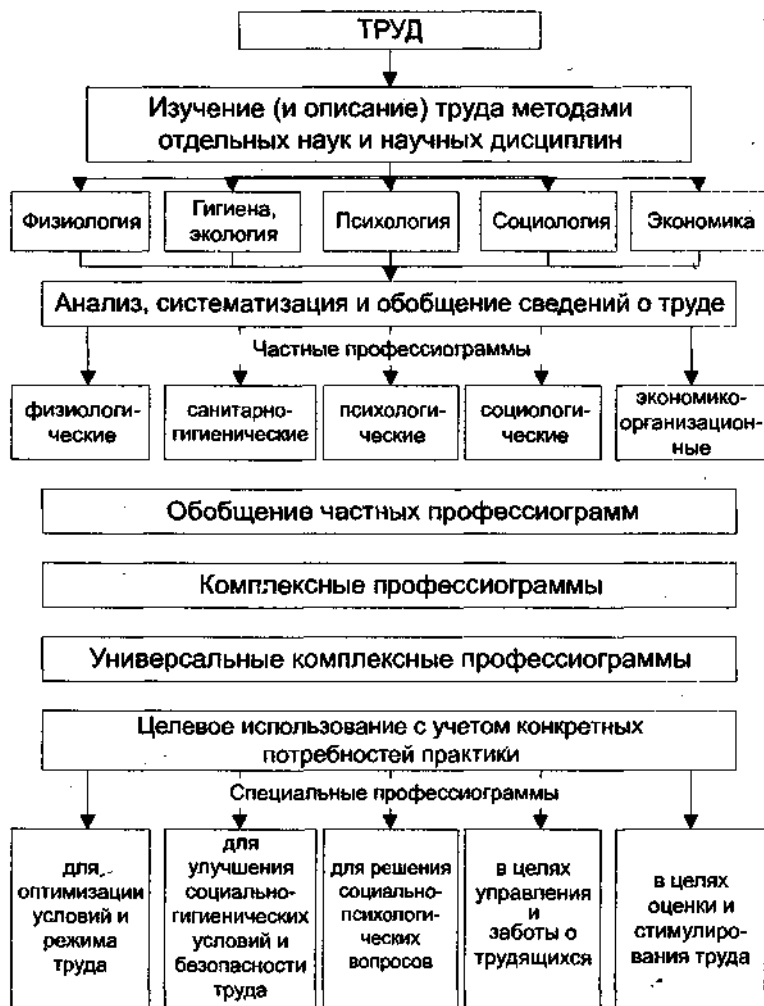 ТРУД
Изучение (и описание) труда методами
отдельных наук и научных дисциплин
Физиология
Гигиена,
экология
Психология
Социология
Экономика
Анализ, систематизация и обобщение сведений о труде
Частные профессиограммы
физиологи-
ческие
санитарно-
гигиенические
психологи-
ческие
социологи-
ческие
экономико-
организацион-
ные
Обобщение частных профессиограмм
Комплексные профессиограммы
Универсальные комплексные профессиограммы
Целевое использование с учетом конкретных
потребностей практики
Специальные профессиограммы
для
оптимизации
условий и
режима
труда
для
улучшения
социально-
гигиенических
условий и
безопасности
труда
для решения
социально-
психологи-
ческих
вопросов
в целях
управления
и
заботы о
трудящихся
в целях
оценки и
стимулиро-
вания труда